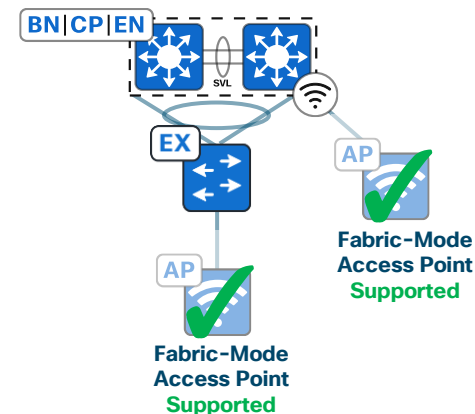 BN|CP|EN
SVL
EX
AP
Fabric-Mode
Access Point
Supported
AP
Fabric-Mode
Access Point
Supported